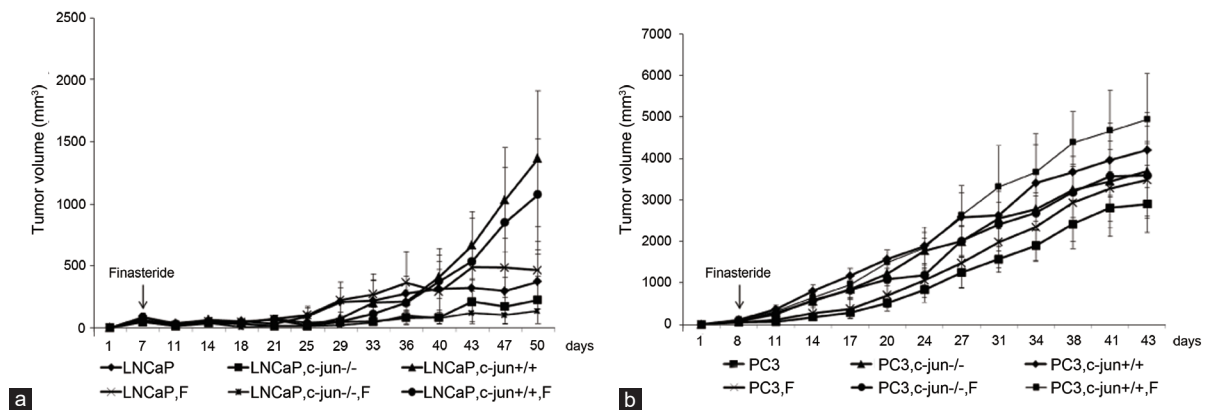 2500
2000
1500
1000
500
0
Tumor volume (mm³)
Finasteride
1 7 11 14 18 21 25 29 33 36 40 43 47 50 days
LNCaP LNCaP,c-jun-/- LNCaP,c-jun+/+
LNCaP,F LNCaP,c-jun-/-,F LNCaP,c-jun+/+,F
a
7000
6000
5000
4000
3000
2000
1000
0
Tumor volume (mm³)
Finasteride
1 8 11 14 17 20 24 27 31 34 38 41 43 days
PC3 PC3,c-jun-/- PC3,c-jun+/+
PC3,F PC3,c-jun-/-,F PC3,c-jun+/+,F
b